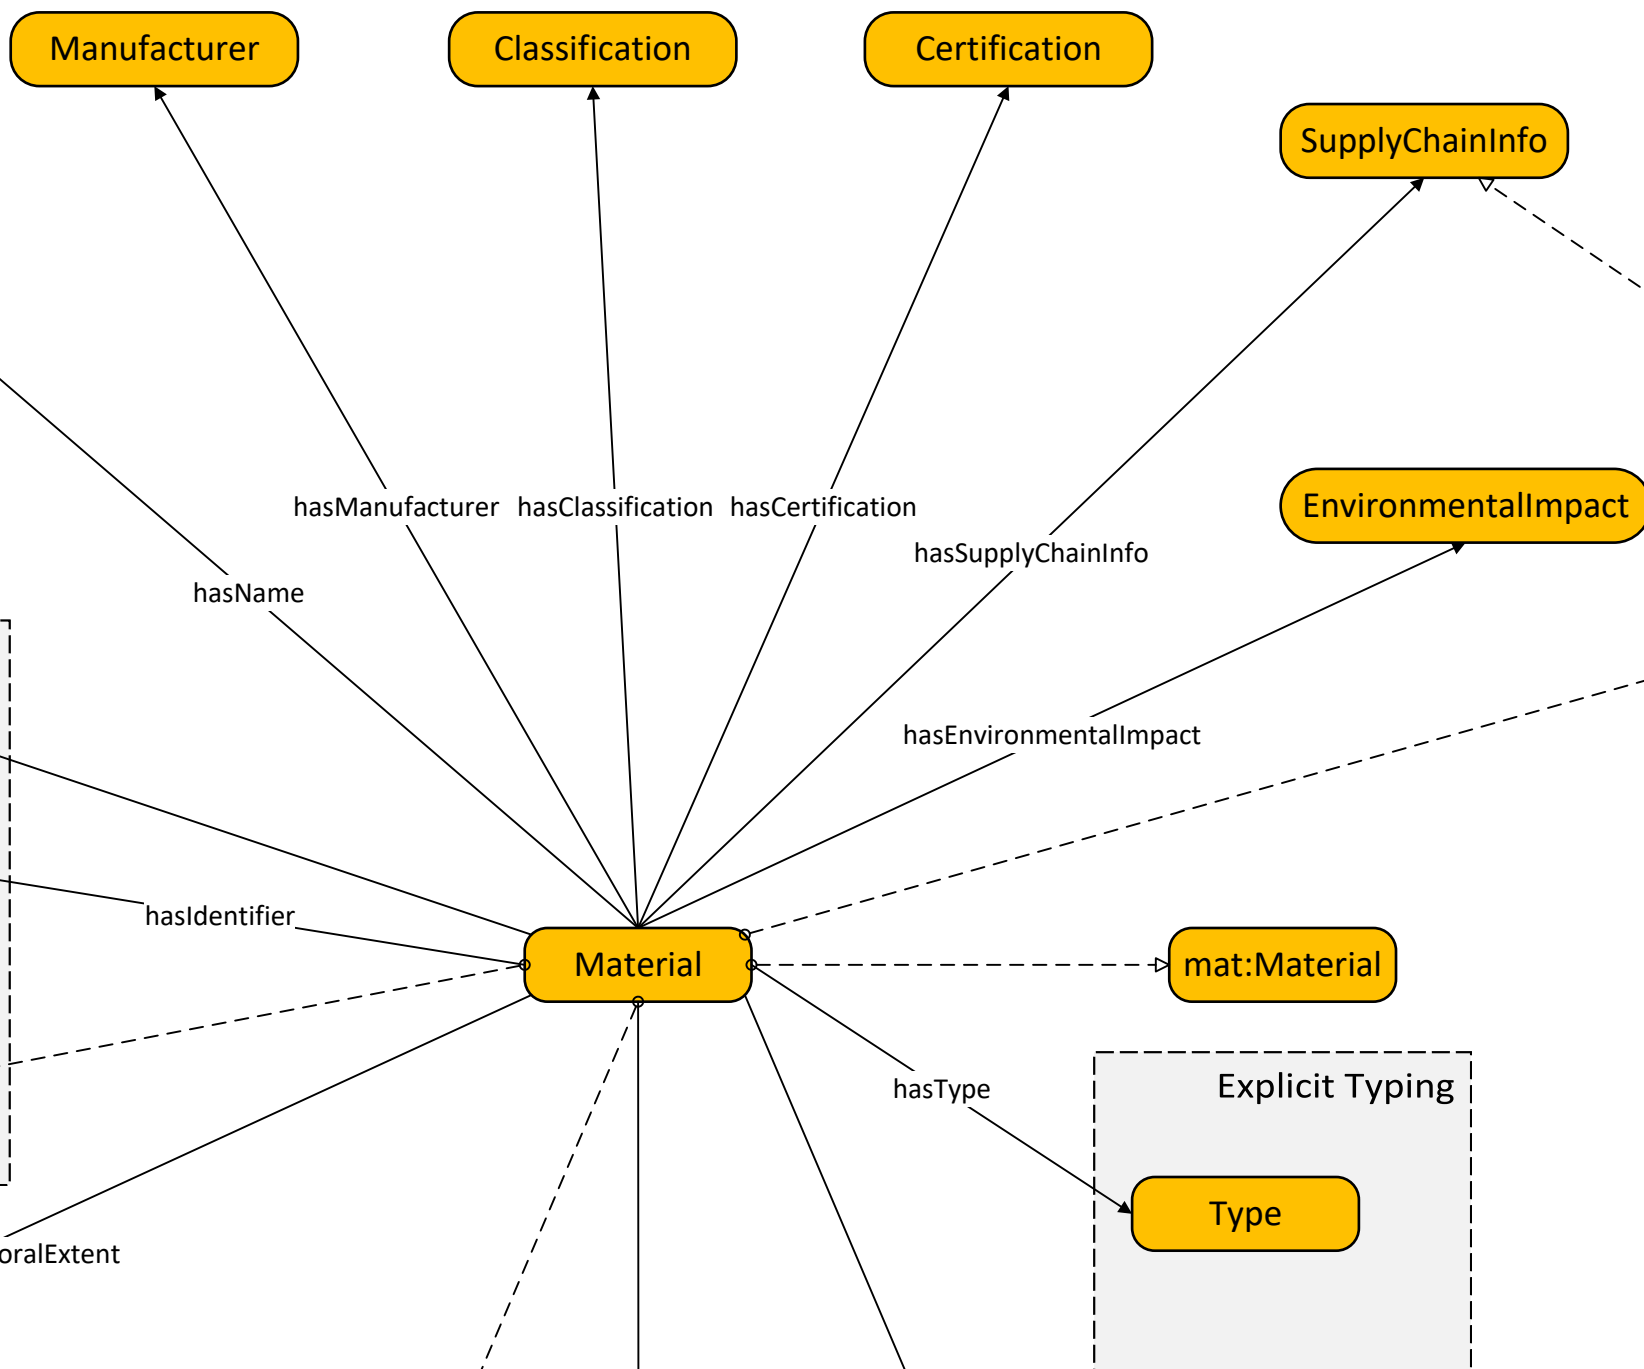 Manufacturer
Classification
Certification
SupplyChainInfo
EnvironmentalImpact
hasManufacturer
hasClassification
hasCertification
hasSupplyChainInfo
hasName
hasEnvironmentalImpact
hasIdentifier
Material
mat:Material
hasType
Explicit Typing
Type
oralExtent